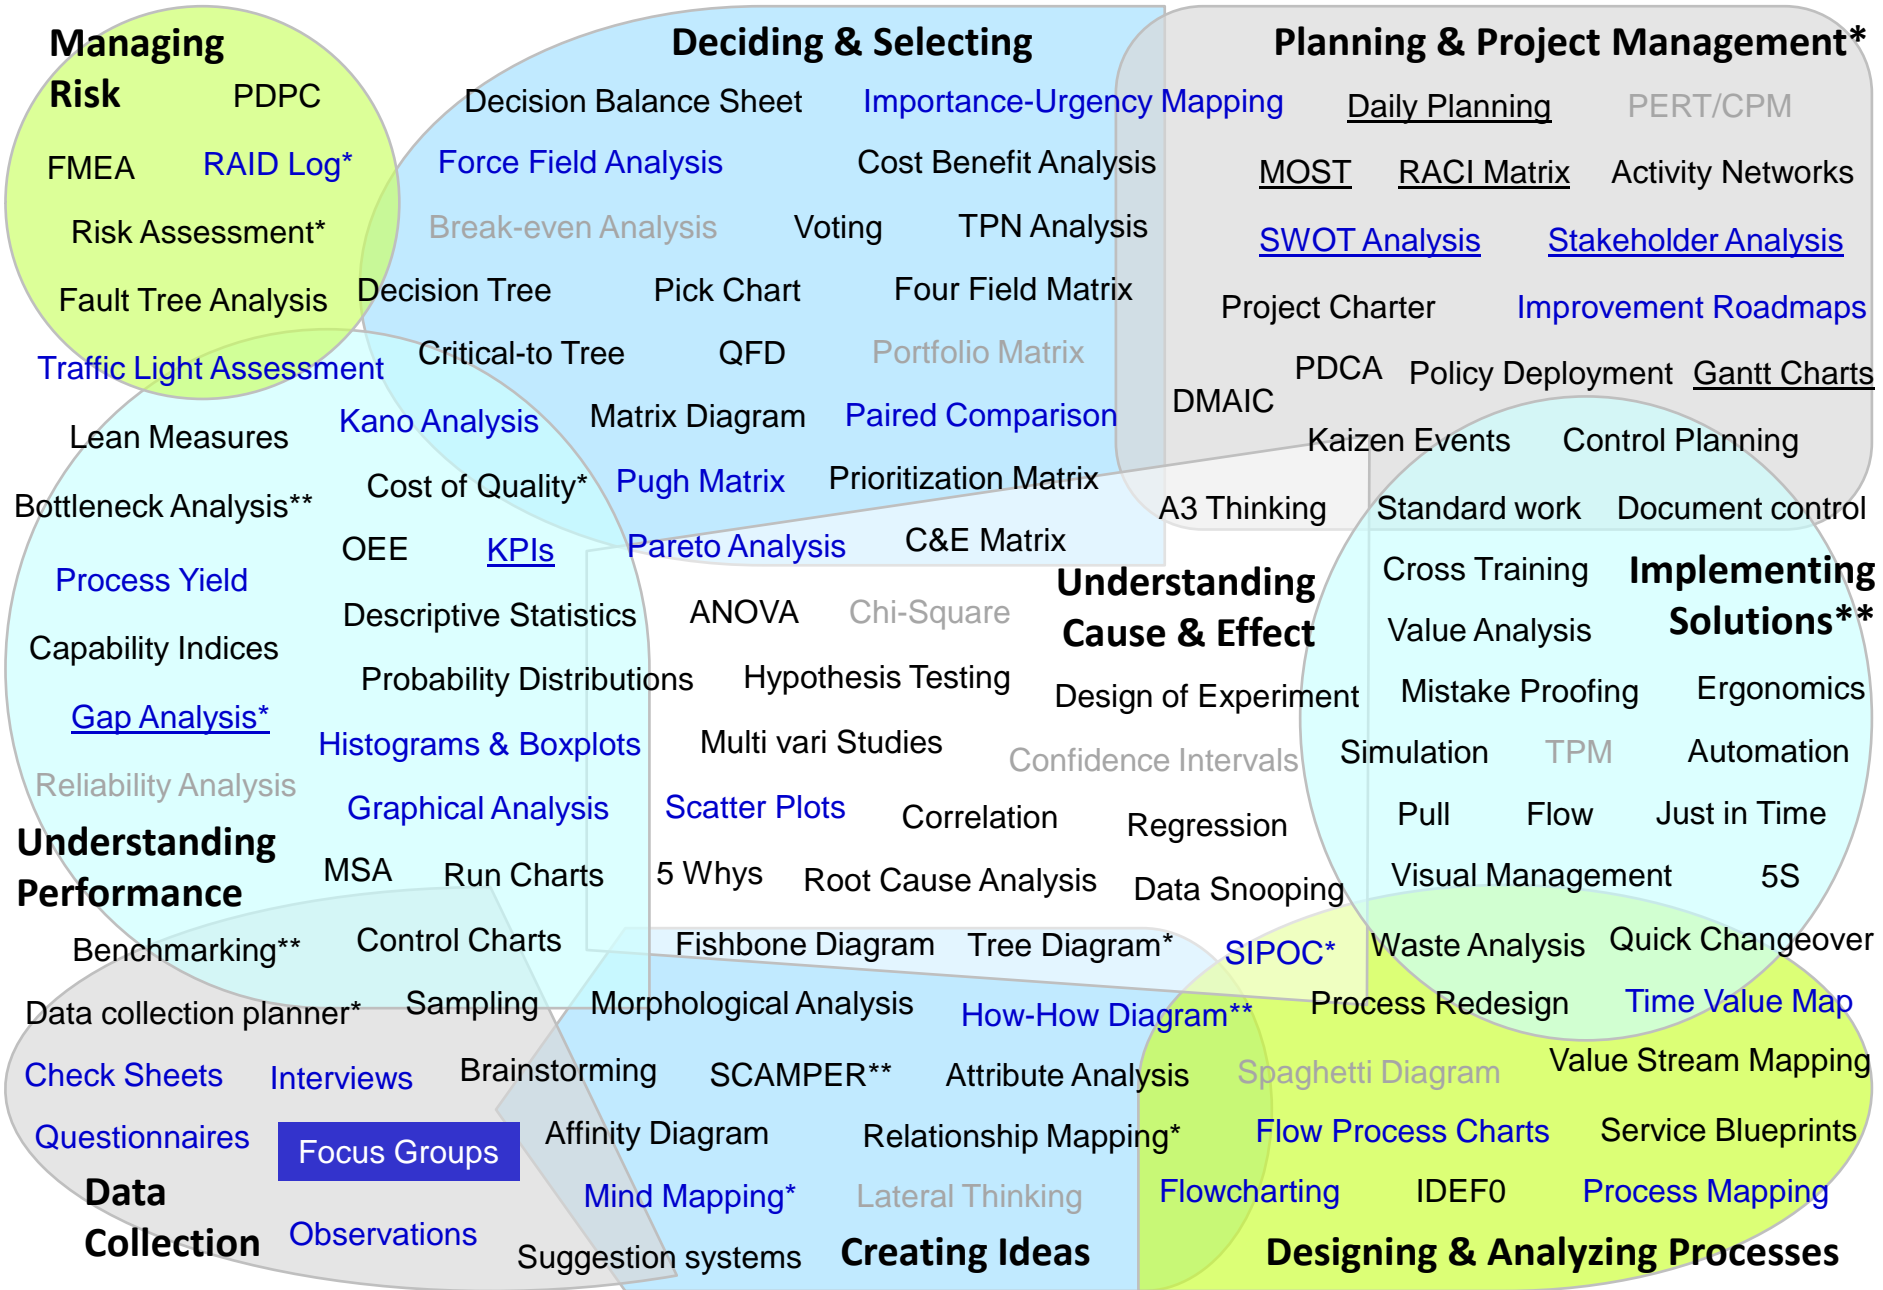 Managing
Risk
PDPC
FMEA
RAID Log*
Risk Assessment*
Fault Tree Analysis
Traffic Light Assessment
Deciding & Selecting
Decision Balance Sheet
Importance-Urgency Mapping
Force Field Analysis
Cost Benefit Analysis
Break-even Analysis
Voting
TPN Analysis
Decision Tree
Pick Chart
Four Field Matrix
Critical-to Tree
QFD
Portfolio Matrix
Kano Analysis
Matrix Diagram
Paired Comparison
Cost of Quality*
Pugh Matrix
Prioritization Matrix
Pareto Analysis
C&E Matrix
Planning & Project Management*
Daily Planning
PERT/CPM
MOST
RACI Matrix
Activity Networks
SWOT Analysis
Stakeholder Analysis
Project Charter
Improvement Roadmaps
PDCA
Policy Deployment
Gantt Charts
DMAIC
Kaizen Events
Control Planning
A3 Thinking
Standard work
Document control
Lean Measures
Bottleneck Analysis**
OEE
KPIs
Process Yield
Descriptive Statistics
Capability Indices
Probability Distributions
Gap Analysis*
Histograms & Boxplots
Reliability Analysis
Graphical Analysis
Understanding
Performance
MSA
Run Charts
Benchmarking**
Control Charts
Understanding
Cause & Effect
ANOVA
Chi-Square
Hypothesis Testing
Design of Experiment
Multi vari Studies
Confidence Intervals
Scatter Plots
Correlation
Regression
5 Whys
Root Cause Analysis
Data Snooping
Fishbone Diagram
Tree Diagram*
SIPOC*
Cross Training
Implementing
Solutions**
Value Analysis
Mistake Proofing
Ergonomics
Simulation
TPM
Automation
Pull
Flow
Just in Time
Visual Management
5S
Waste Analysis
Quick Changeover
Data collection planner*
Sampling
Check Sheets
Interviews
Questionnaires
Focus Groups
Data
Collection
Observations
Morphological Analysis
How-How Diagram**
Brainstorming
SCAMPER**
Attribute Analysis
Affinity Diagram
Relationship Mapping*
Mind Mapping*
Lateral Thinking
Suggestion systems
Creating Ideas
Process Redesign
Time Value Map
Spaghetti Diagram
Value Stream Mapping
Flow Process Charts
Service Blueprints
Flowcharting
IDEF0
Process Mapping
Designing & Analyzing Processes